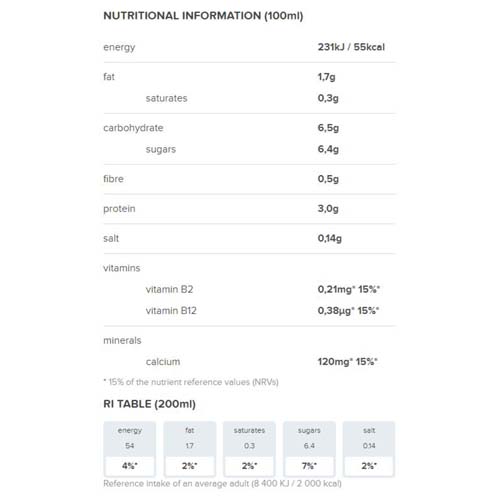 NUTRITIONAL INFORMATION (100ml)
energy 231kJ / 55kcal
fat 1,7g
saturates 0,3g
carbohydrate 6,5g
sugars 6,4g
fibre 0,5g
protein 3,0g
salt 0,14g
vitamins
vitamin B2 0,21mg* 15%*
vitamin B12 0,38µg* 15%*
minerals
calcium 120mg* 15%*
* 15% of the nutrient reference values (NRVs)
RI TABLE (200ml)
energy fat saturates sugars salt
54 1.7 0.3 6.4 0.14
4%* 2%* 2%* 7%* 2%*
Reference intake of an average adult (8 400 KJ / 2 000 kcal)